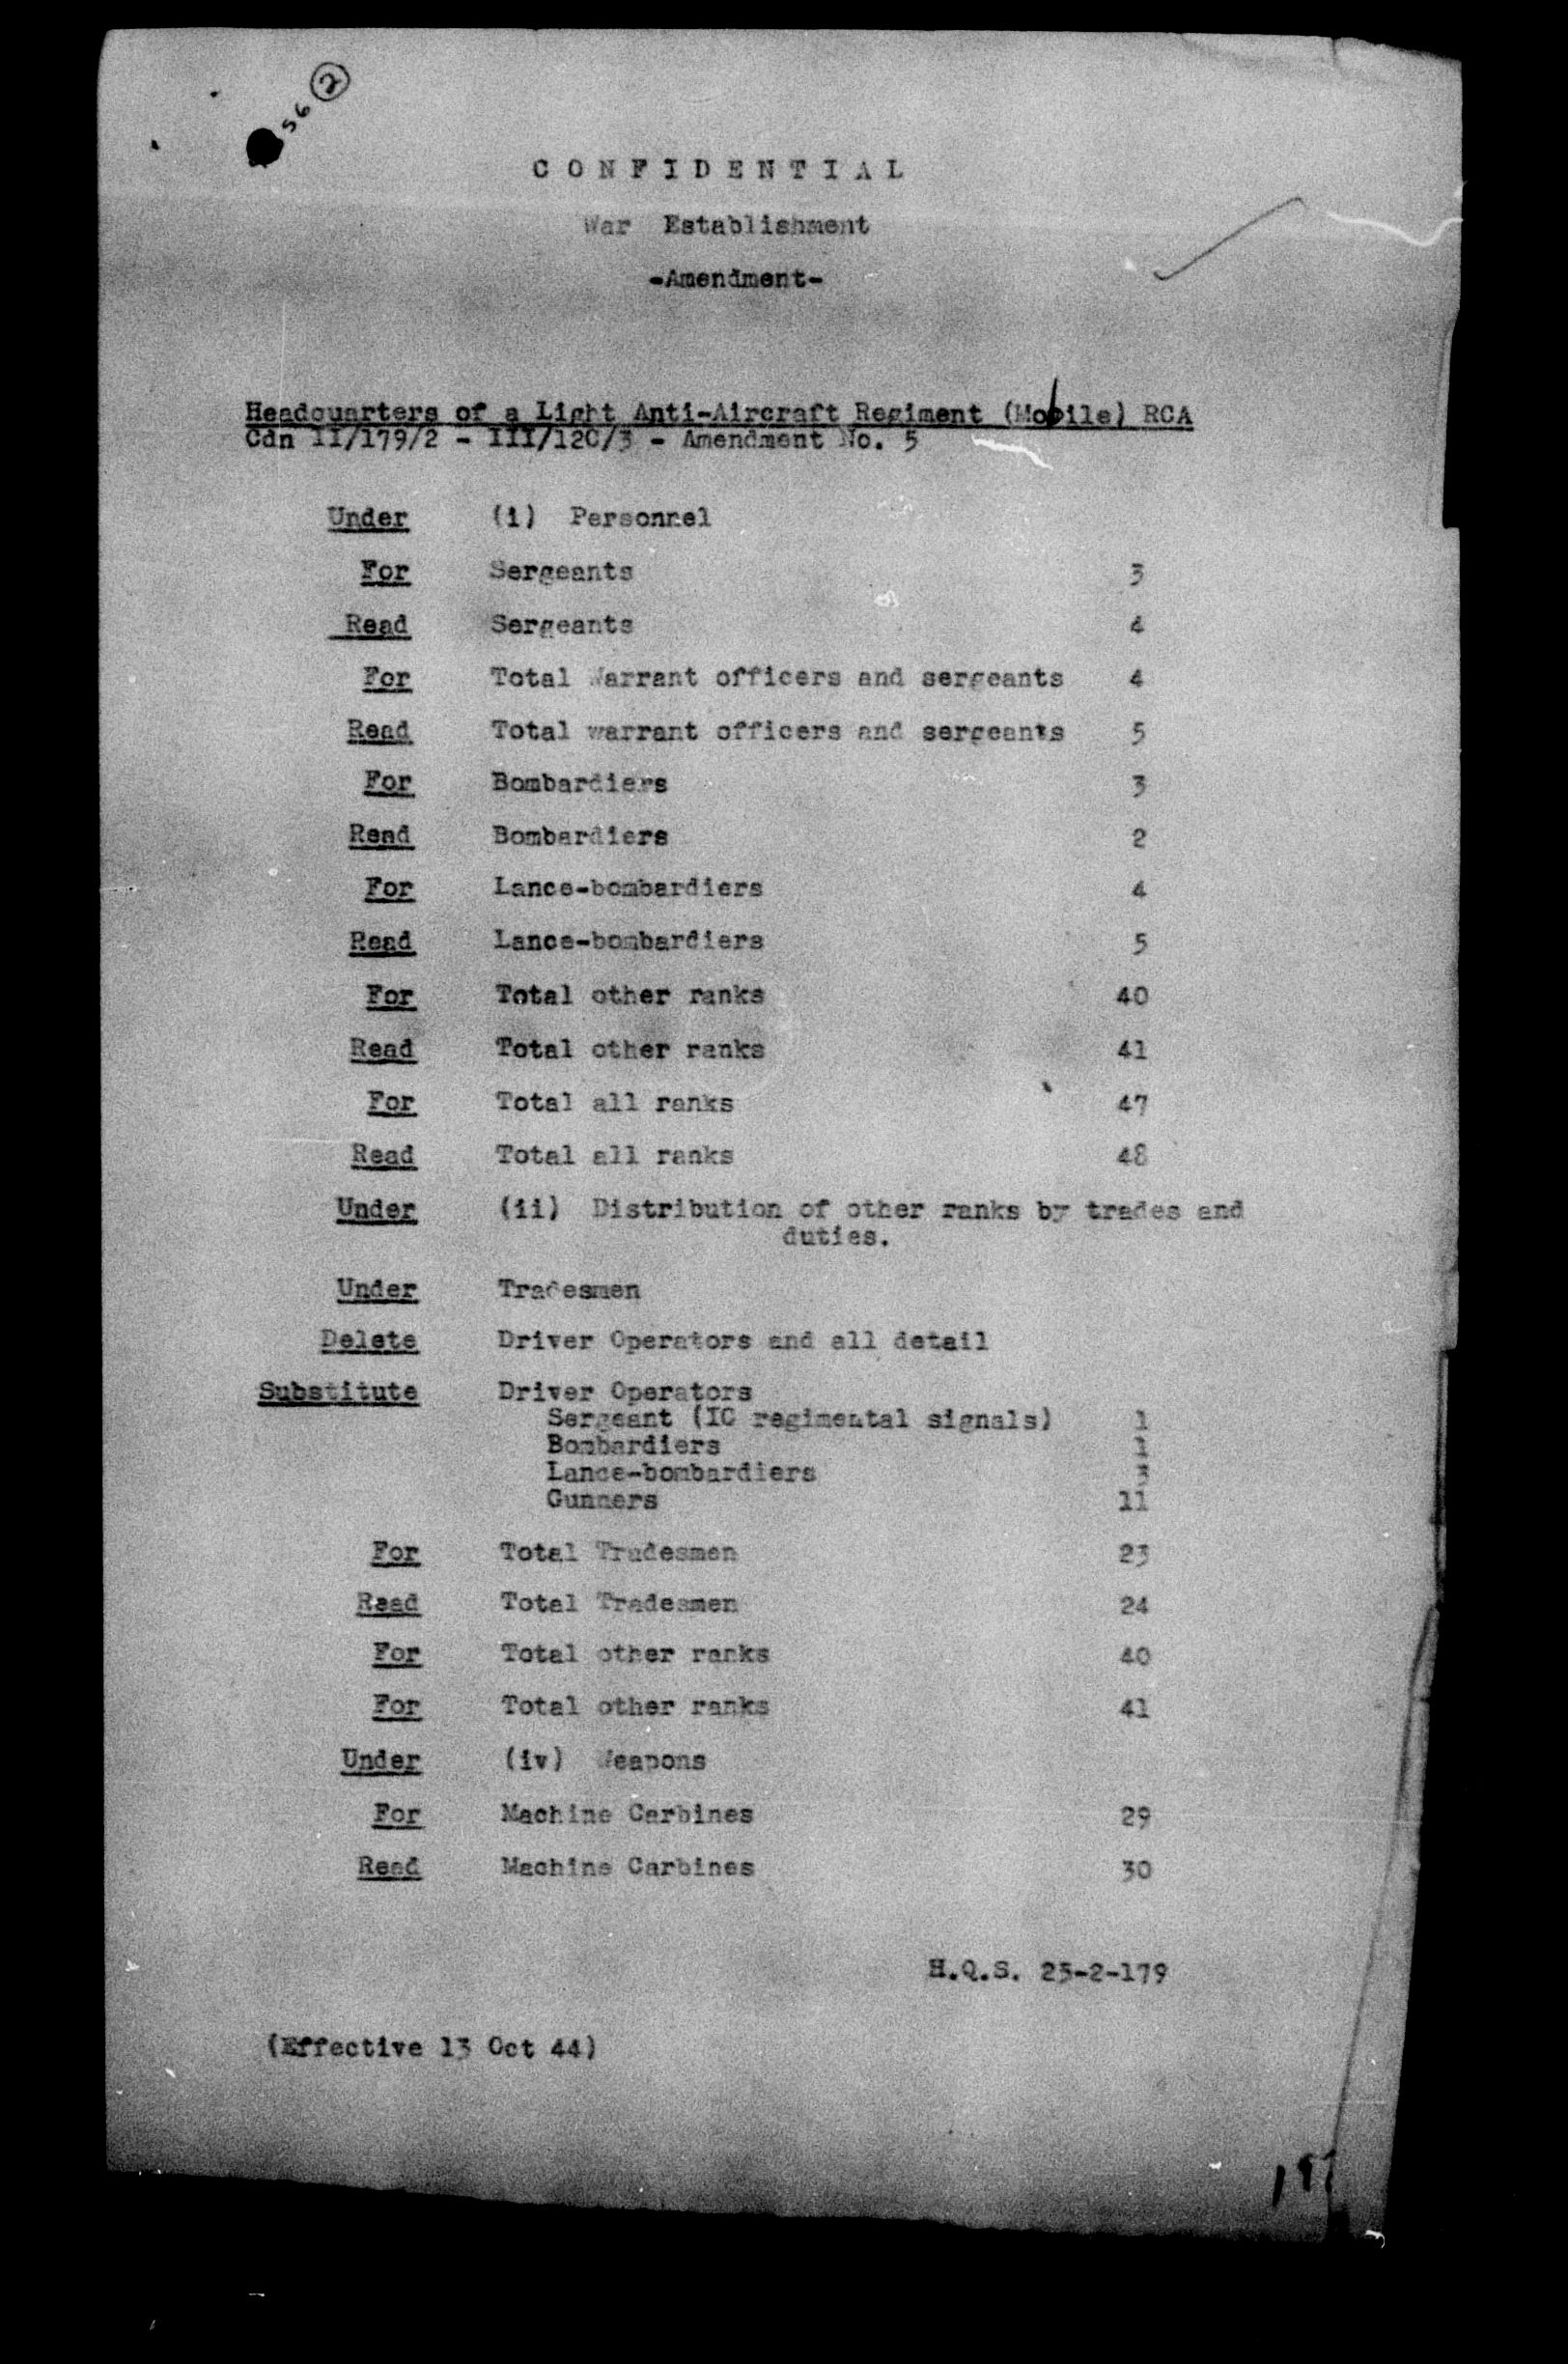 56 2
CONFIDENTIAL
War Establishment
-Amendment-
Headquarters of a Light Anti-Aircraft Regiment (Mobile) RCA
Cdn II/179/2 - III/12C/3 - Amendment No. 5
Under (i) Personnel
For Sergeants 3
Read Sergeants 4
For Total Warrant officers and sergeants 4
Read Total warrant officers and sergeants 5
For Bombardiers 3
Read Bombardiers 2
For Lance-bombardiers 4
Read Lance-bombardiers 5
For Total other ranks 40
Read Total other ranks 41
For Total all ranks 47
Read Total all ranks 48
Under (ii) Distribution of other ranks by trades and
duties.
Under Tradesmen
Delete Driver Operators and all detail
Substitute Driver Operators
Sergeant (IC regimental signals) 1
Bombardiers 1
Lance-bombardiers 3
Gunners 11
For Total Tradesmen 23
Read Total Tradesmen 24
For Total other ranks 40
For Total other ranks 41
Under (iv) Weapons
For Machine Carbines 29
Read Machine Carbines 30
H.Q.S. 25-2-179
(Effective 13 Oct 44)